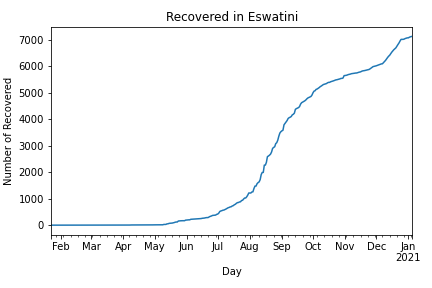 Recovered in Eswatini
Number of Recovered
7000
6000
5000
4000
3000
2000
1000
0
Feb Mar Apr May Jun Jul Aug Sep Oct Nov Dec Jan
2021
Day